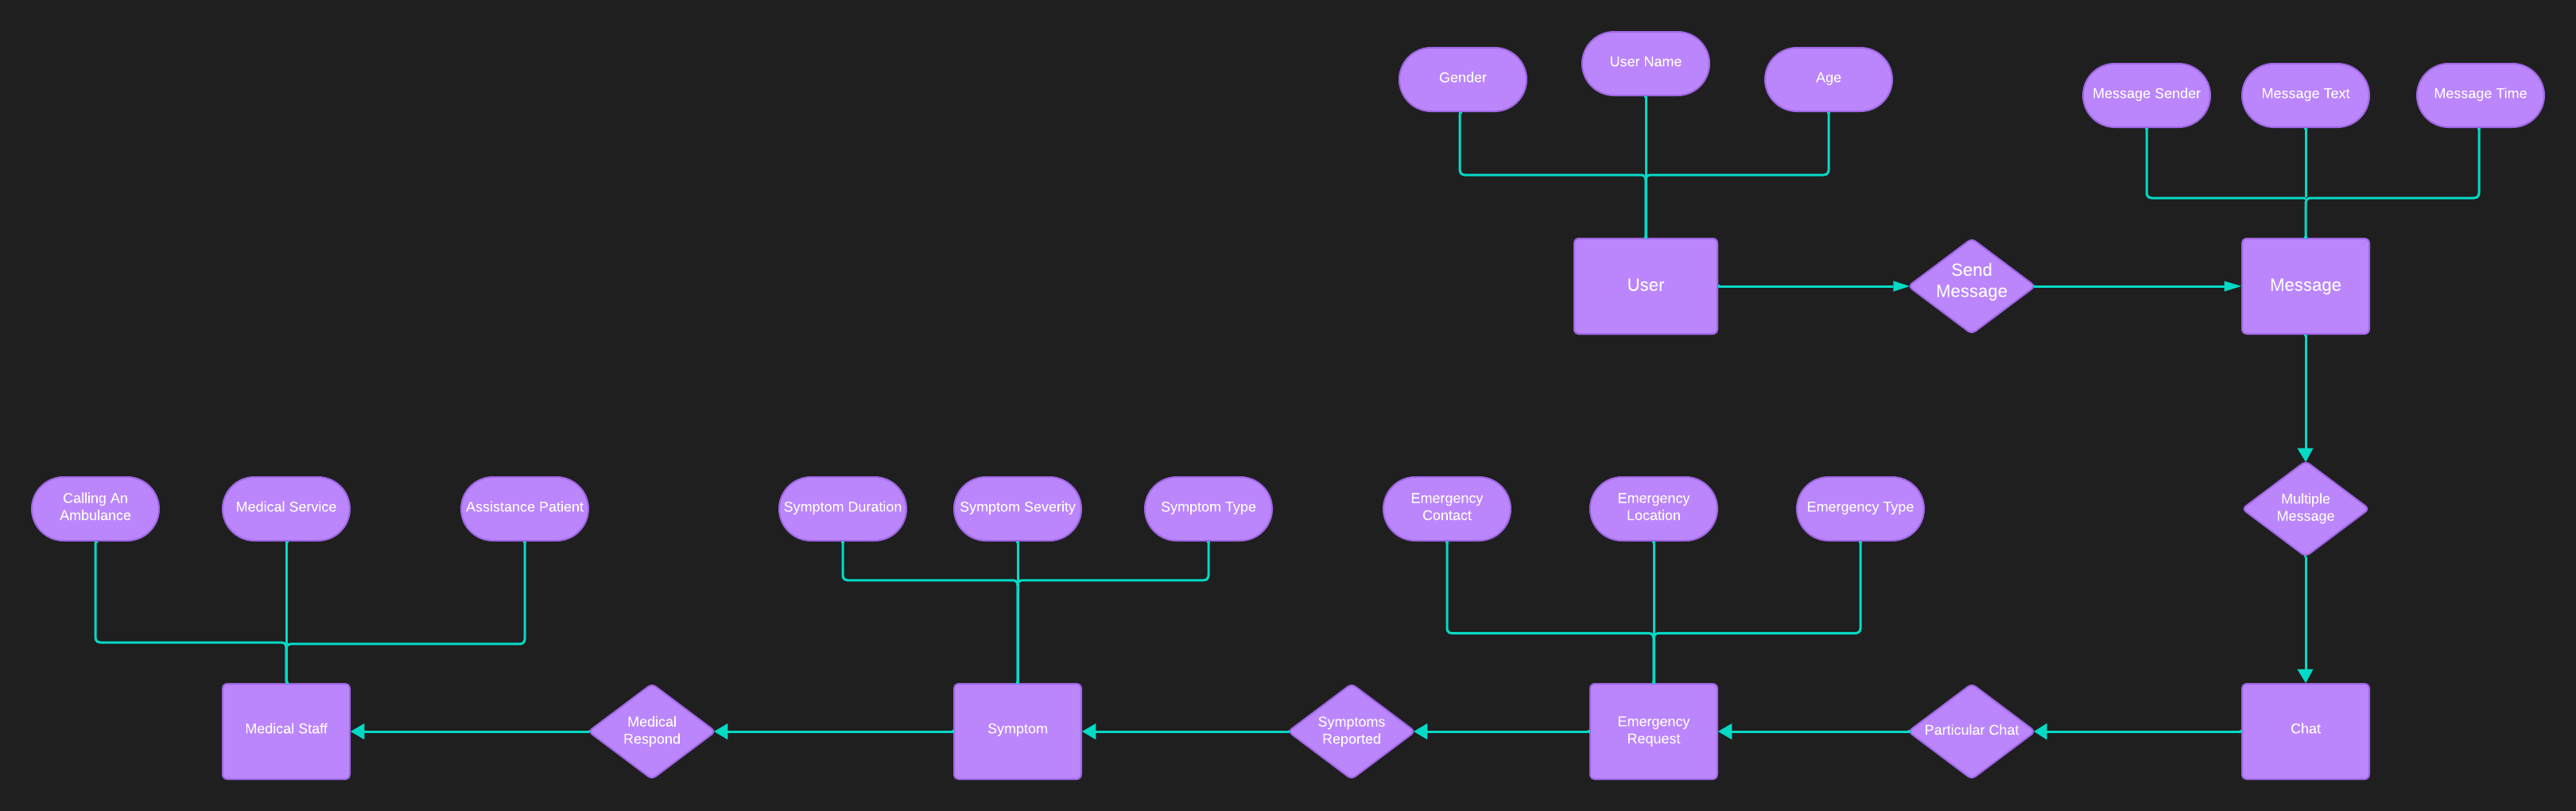 Gender
User Name
Age
Message Sender
Message Text
Message Time
User
Send
Message
Message
Calling An
Ambulance
Medical Service
Assistance Patient
Symptom Duration
Symptom Severity
Symptom Type
Emergency
Contact
Emergency
Location
Emergency Type
Multiple
Message
Medical Staff
Medical
Respond
Symptom
Symptoms
Reported
Emergency
Request
Particular Chat
Chat